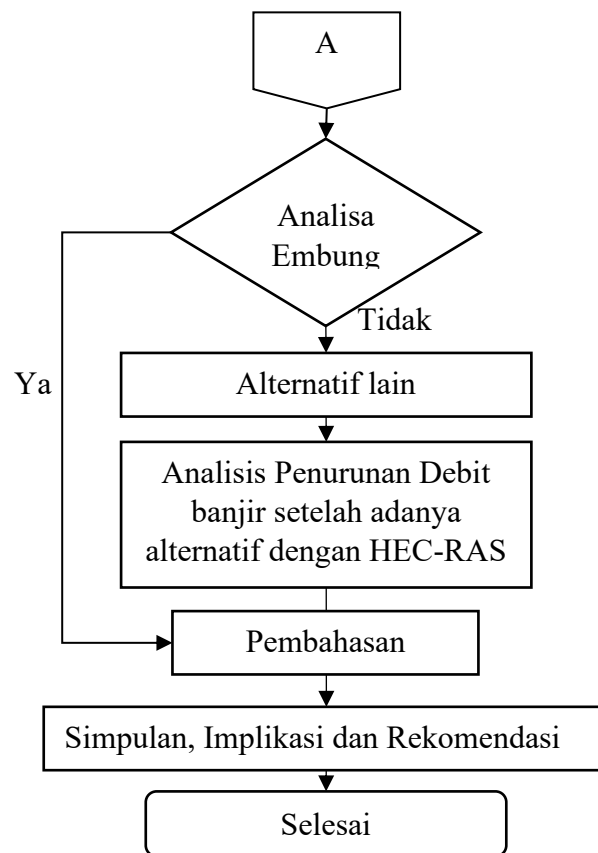 A
Analisa
Embung
Tidak
Ya
Alternatif lain
Analisis Penurunan Debit
banjir setelah adanya
alternatif dengan HEC-RAS
Pembahasan
Simpulan, Implikasi dan Rekomendasi
Selesai